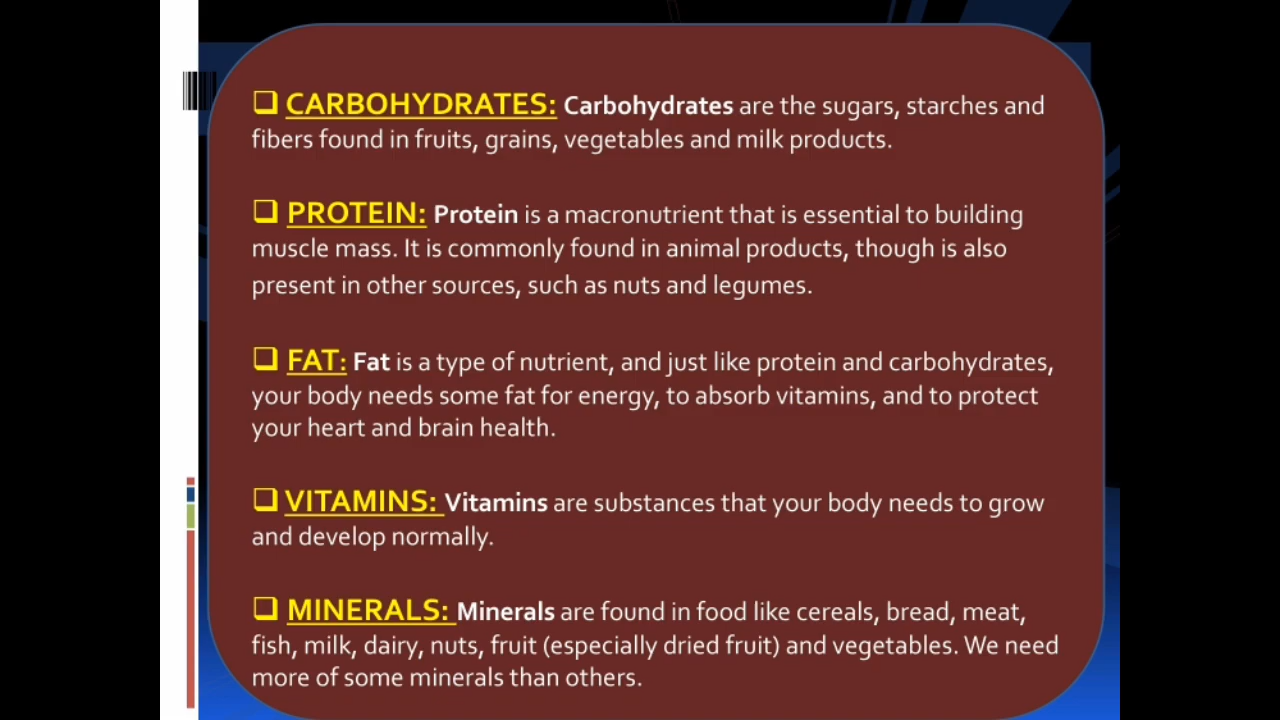 ❑ CARBOHYDRATES: Carbohydrates are the sugars, starches and
fibers found in fruits, grains, vegetables and milk products.
❑ PROTEIN: Protein is a macronutrient that is essential to building
muscle mass. It is commonly found in animal products, though is also
present in other sources, such as nuts and legumes.
❑ FAT: Fat is a type of nutrient, and just like protein and carbohydrates,
your body needs some fat for energy, to absorb vitamins, and to protect
your heart and brain health.
❑ VITAMINS: Vitamins are substances that your body needs to grow
and develop normally.
❑ MINERALS: Minerals are found in food like cereals, bread, meat,
fish, milk, dairy, nuts, fruit (especially dried fruit) and vegetables. We need
more of some minerals than others.